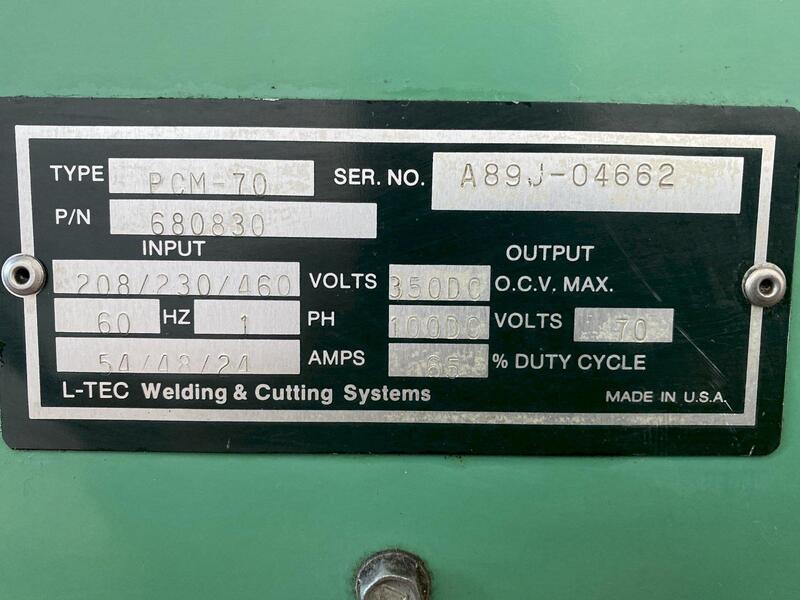 TYPE PCM-70 SER. NO. A89J-04662
P/N 680830
INPUT OUTPUT
208/230/460 VOLTS 350DC O.C.V. MAX.
60 HZ 1 PH 100DC VOLTS 70
54/48/24 AMPS 65 % DUTY CYCLE
L-TEC Welding & Cutting Systems MADE IN U.S.A.